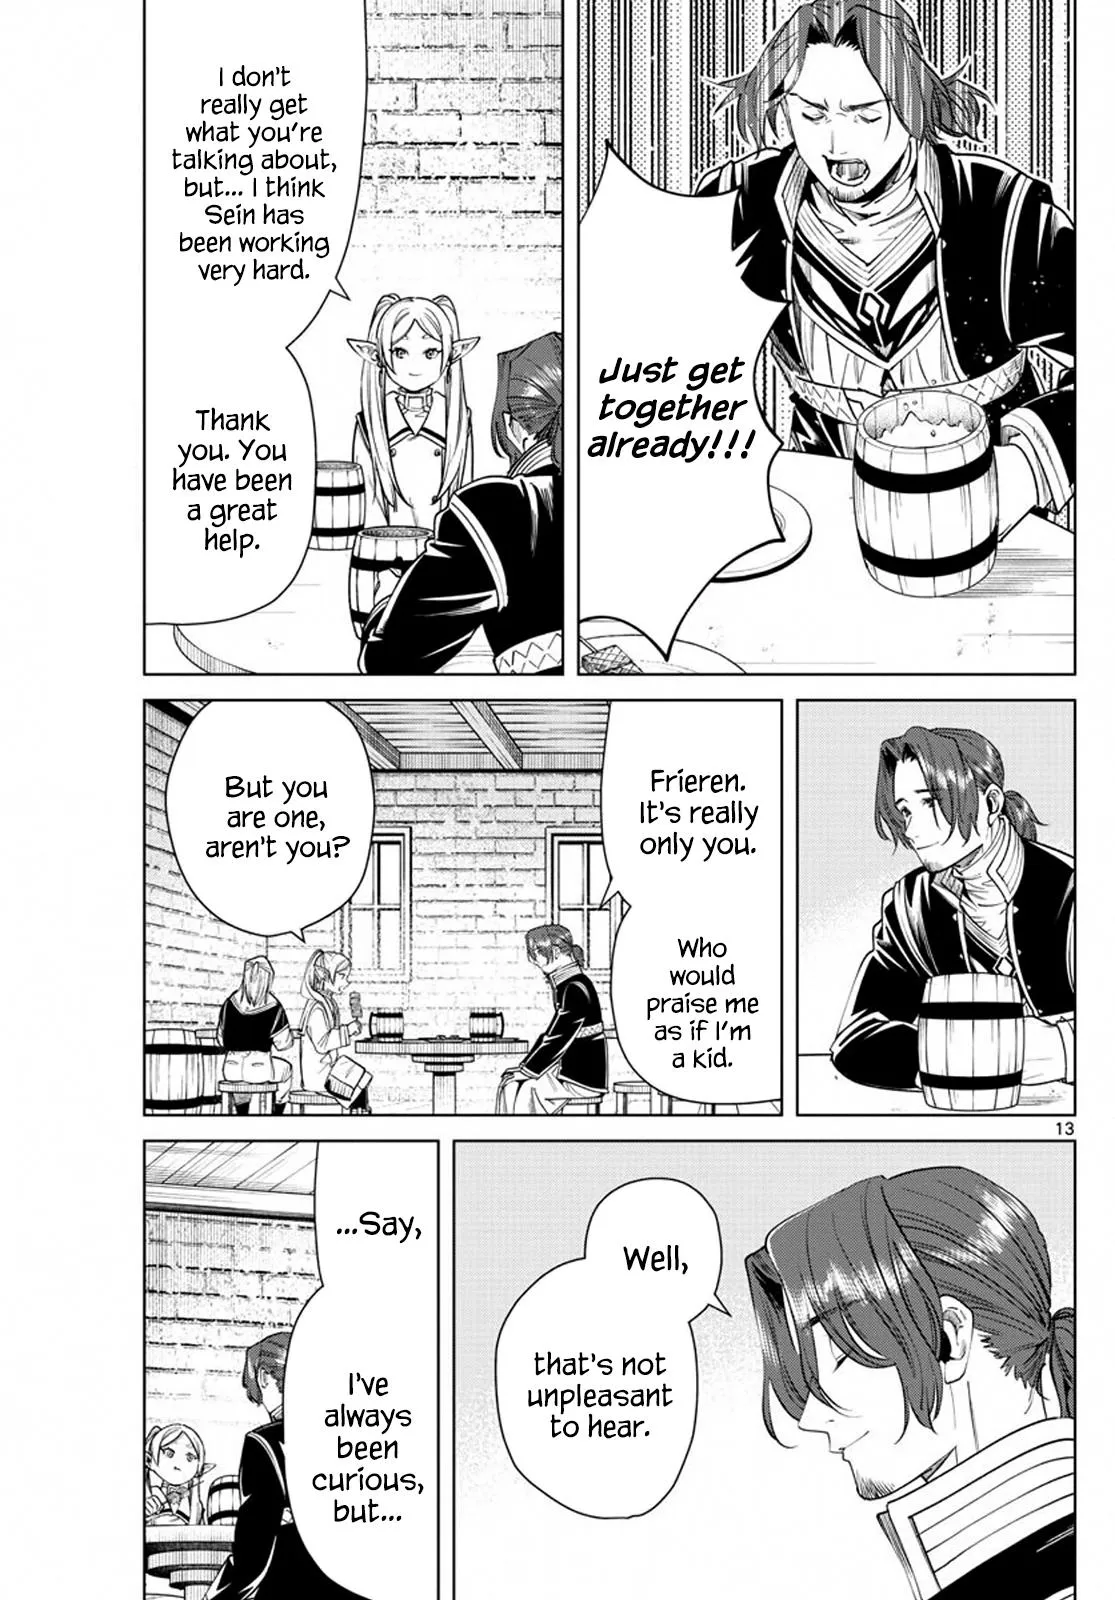 Just get
together
already!!!
I don't
really get
what you're
talking about,
but... I think
Sein has
been working
very hard.
Thank
you. You
have been
a great
help.
Frieren.
It's really
only you.
Who
would
praise me
as if I'm
a kid.
But you
are one,
aren't you?
13
Well,
that's not
unpleasant
to hear.
...Say,
I've
always
been
curious,
but...